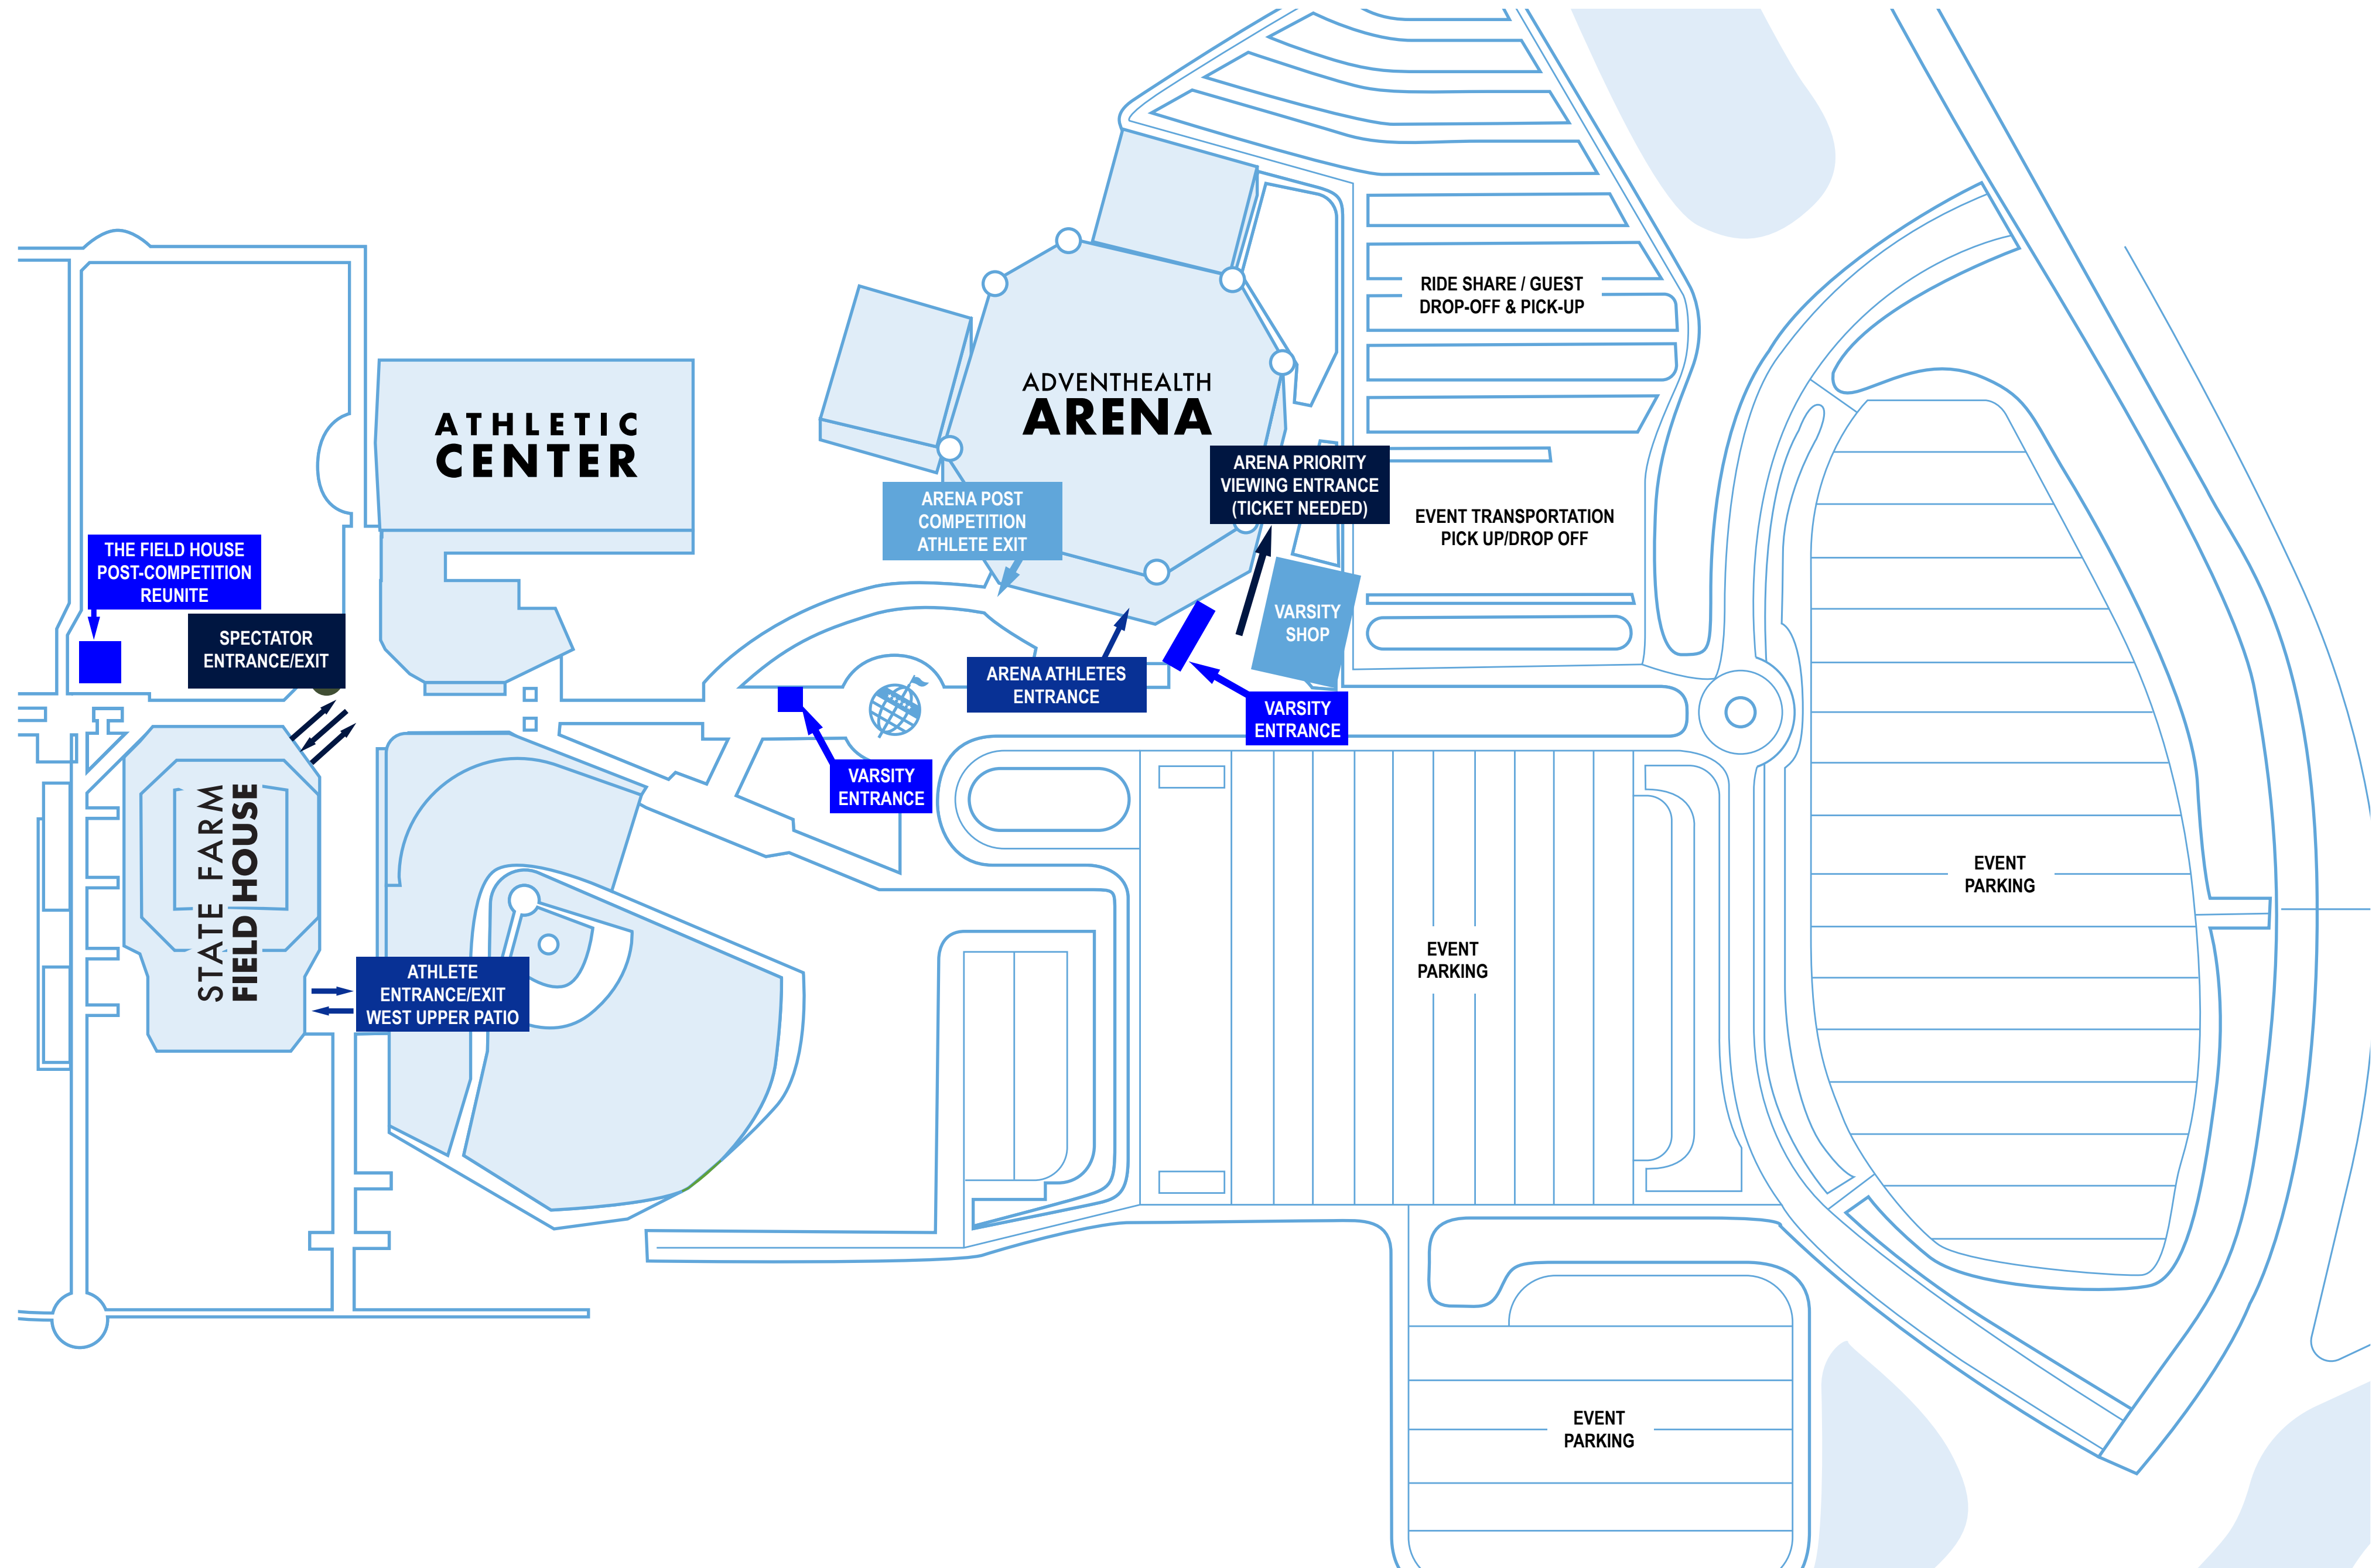 RIDE SHARE / GUEST
DROP-OFF & PICK-UP
ADVENTHEALTH
ARENA
ATHLETIC
CENTER
ARENA PRIORITY
VIEWING ENTRANCE
(TICKET NEEDED)
ARENA POST
COMPETITION
ATHLETE EXIT
EVENT TRANSPORTATION
PICK UP/DROP OFF
THE FIELD HOUSE
POST-COMPETITION
REUNITE
SPECTATOR
ENTRANCE/EXIT
VARSITY
SHOP
ARENA ATHLETES
ENTRANCE
VARSITY
ENTRANCE
VARSITY
ENTRANCE
STATE FARM
FIELD HOUSE
EVENT
PARKING
EVENT
PARKING
ATHLETE
ENTRANCE/EXIT
WEST UPPER PATIO
EVENT
PARKING